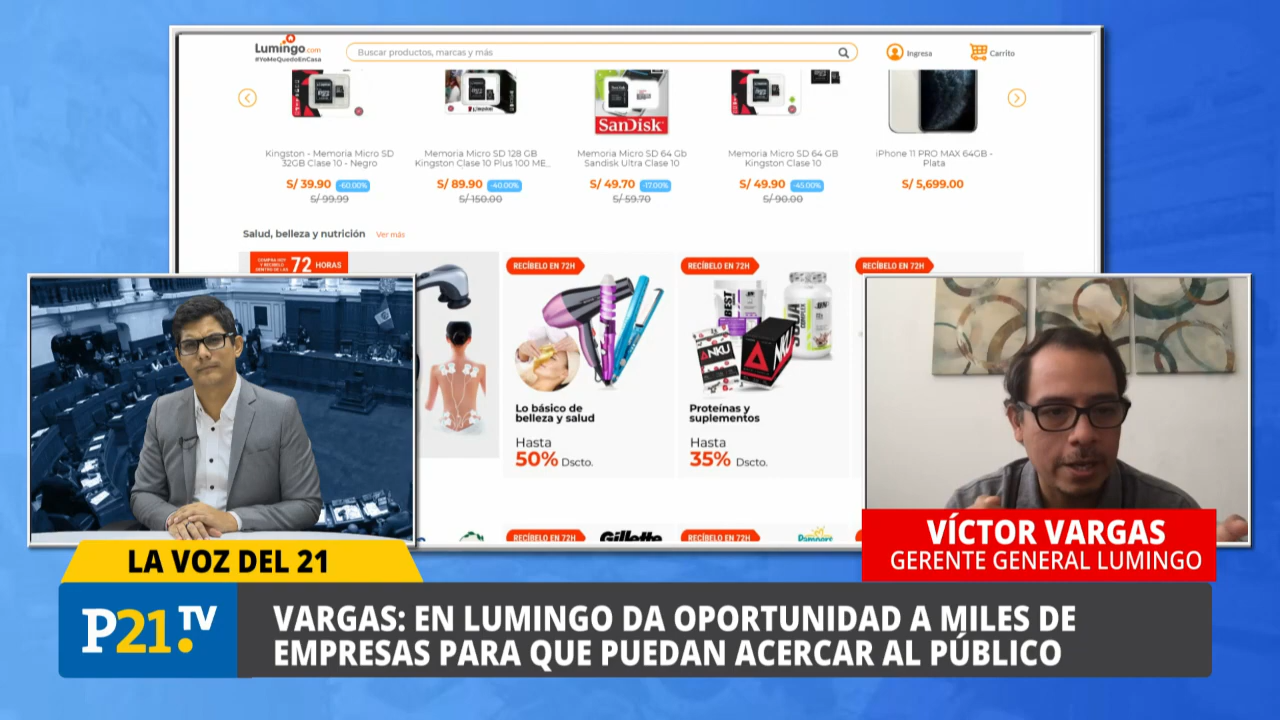 Lumingo.com
#YoMeQuedoEnCasa
Buscar productos, marcas y más
Ingresa
Carrito
SanDisk
Kingston - Memoria Micro SD
32GB Clase 10 - Negro
S/ 39.90 -60.00%
S/ 99.99
Memoria Micro SD 128 GB
Kingston Clase 10 Plus 100 ME...
S/ 89.90 -40.00%
S/ 150.00
Memoria Micro SD 64 Gb
Sandisk Ultra Clase 10
S/ 49.70 -17.00%
S/ 59.70
Memoria Micro SD 64 GB
Kingston Clase 10
S/ 49.90 -45.00%
S/ 90.00
iPhone 11 PRO MAX 64GB -
Plata
S/ 5,699.00
Salud, belleza y nutrición Ver más
72 HORAS
RECÍBELO EN 72H
Lo básico de
belleza y salud
Hasta
50% Dscto.
RECÍBELO EN 72H
BEST
ANKU
Proteínas y
suplementos
Hasta
35% Dscto.
RECÍBELO EN 72H
RECÍBELO EN 72H
Gillette
RECÍBELO EN 72H
Pampers
VÍCTOR VARGAS
GERENTE GENERAL LUMINGO
LA VOZ DEL 21
P21.TV
VARGAS: EN LUMINGO DA OPORTUNIDAD A MILES DE
EMPRESAS PARA QUE PUEDAN ACERCAR AL PÚBLICO